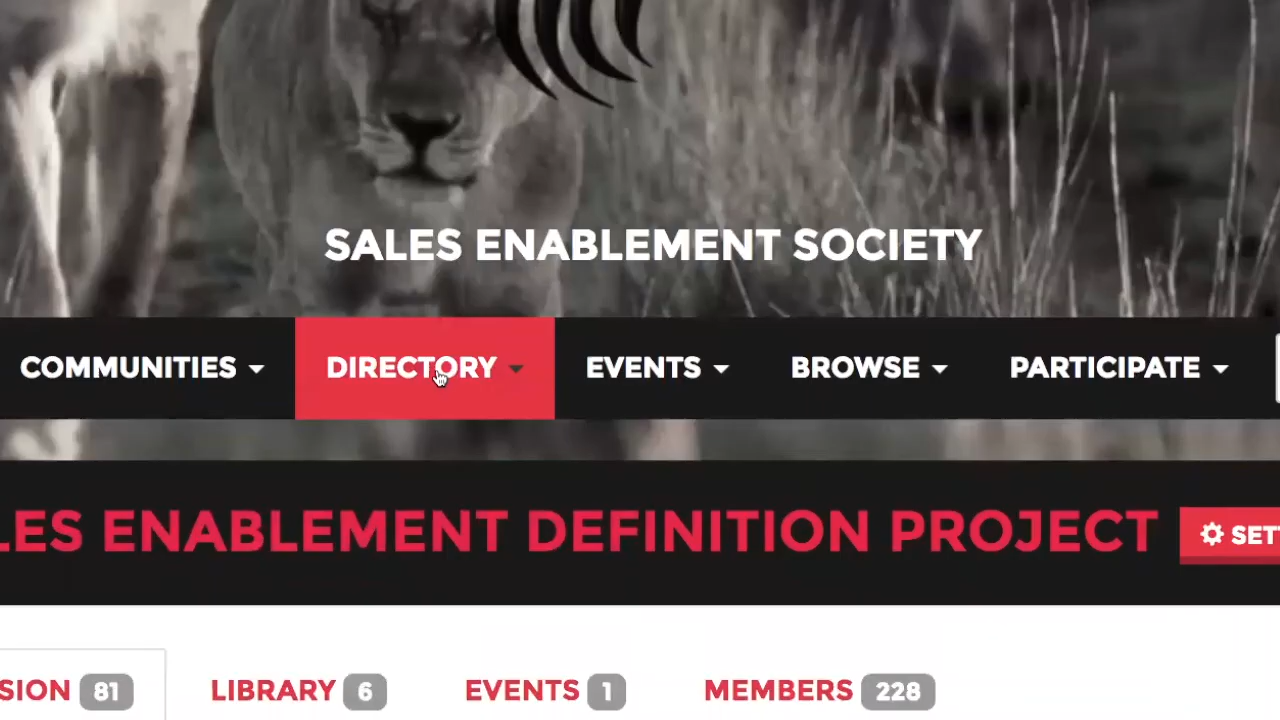 SALES ENABLEMENT SOCIETY
COMMUNITIES DIRECTORY EVENTS BROWSE PARTICIPATE
LES ENABLEMENT DEFINITION PROJECT SET
SION 81 LIBRARY 6 EVENTS 1 MEMBERS 228